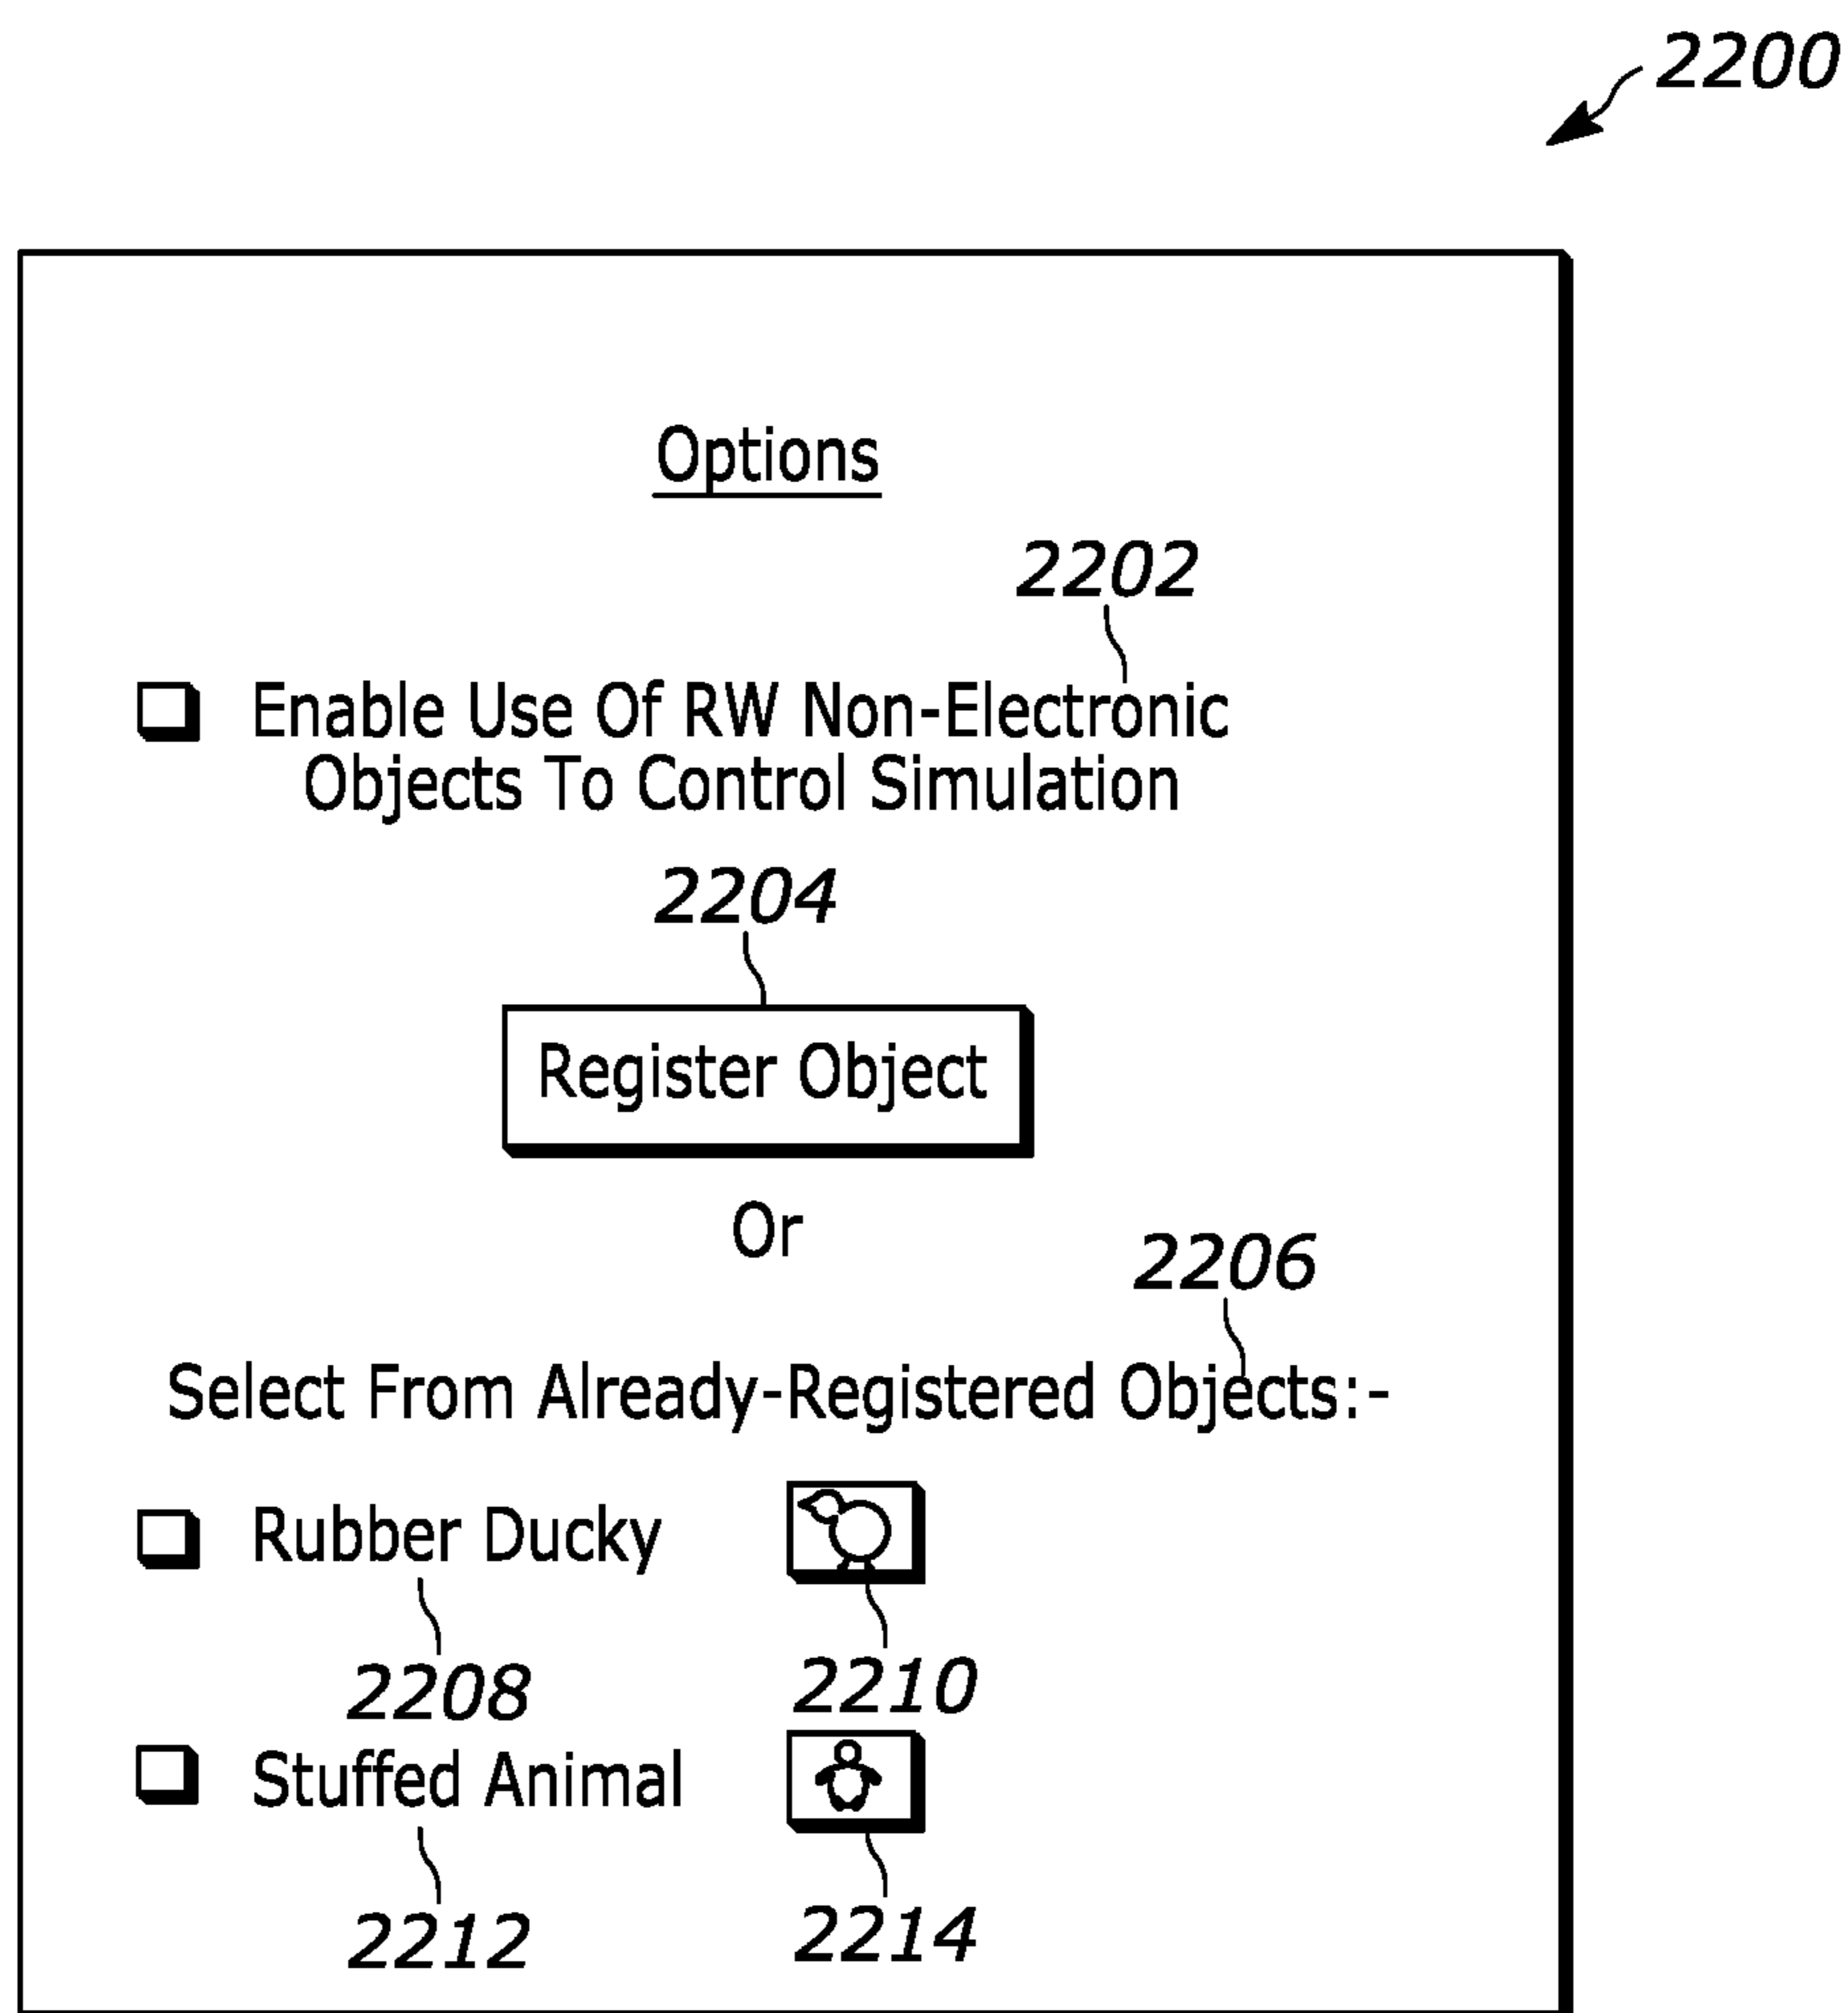 2200
Options
2202
Enable Use Of RW Non-Electronic
Objects To Control Simulation
2204
Register Object
Or
2206
Select From Already-Registered Objects:-
Rubber Ducky
2208
2210
Stuffed Animal
2212
2214